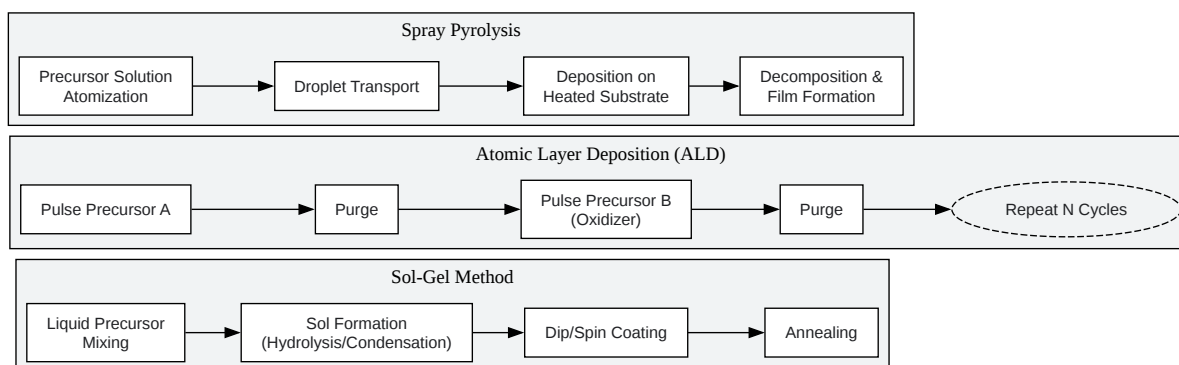 Spray Pyrolysis
Precursor Solution
Atomization
Droplet Transport
Deposition on
Heated Substrate
Decomposition &
Film Formation
Atomic Layer Deposition (ALD)
Pulse Precursor A
Purge
Pulse Precursor B
(Oxidizer)
Purge
Repeat N Cycles
Sol-Gel Method
Liquid Precursor
Mixing
Sol Formation
(Hydrolysis/Condensation)
Dip/Spin Coating
Annealing